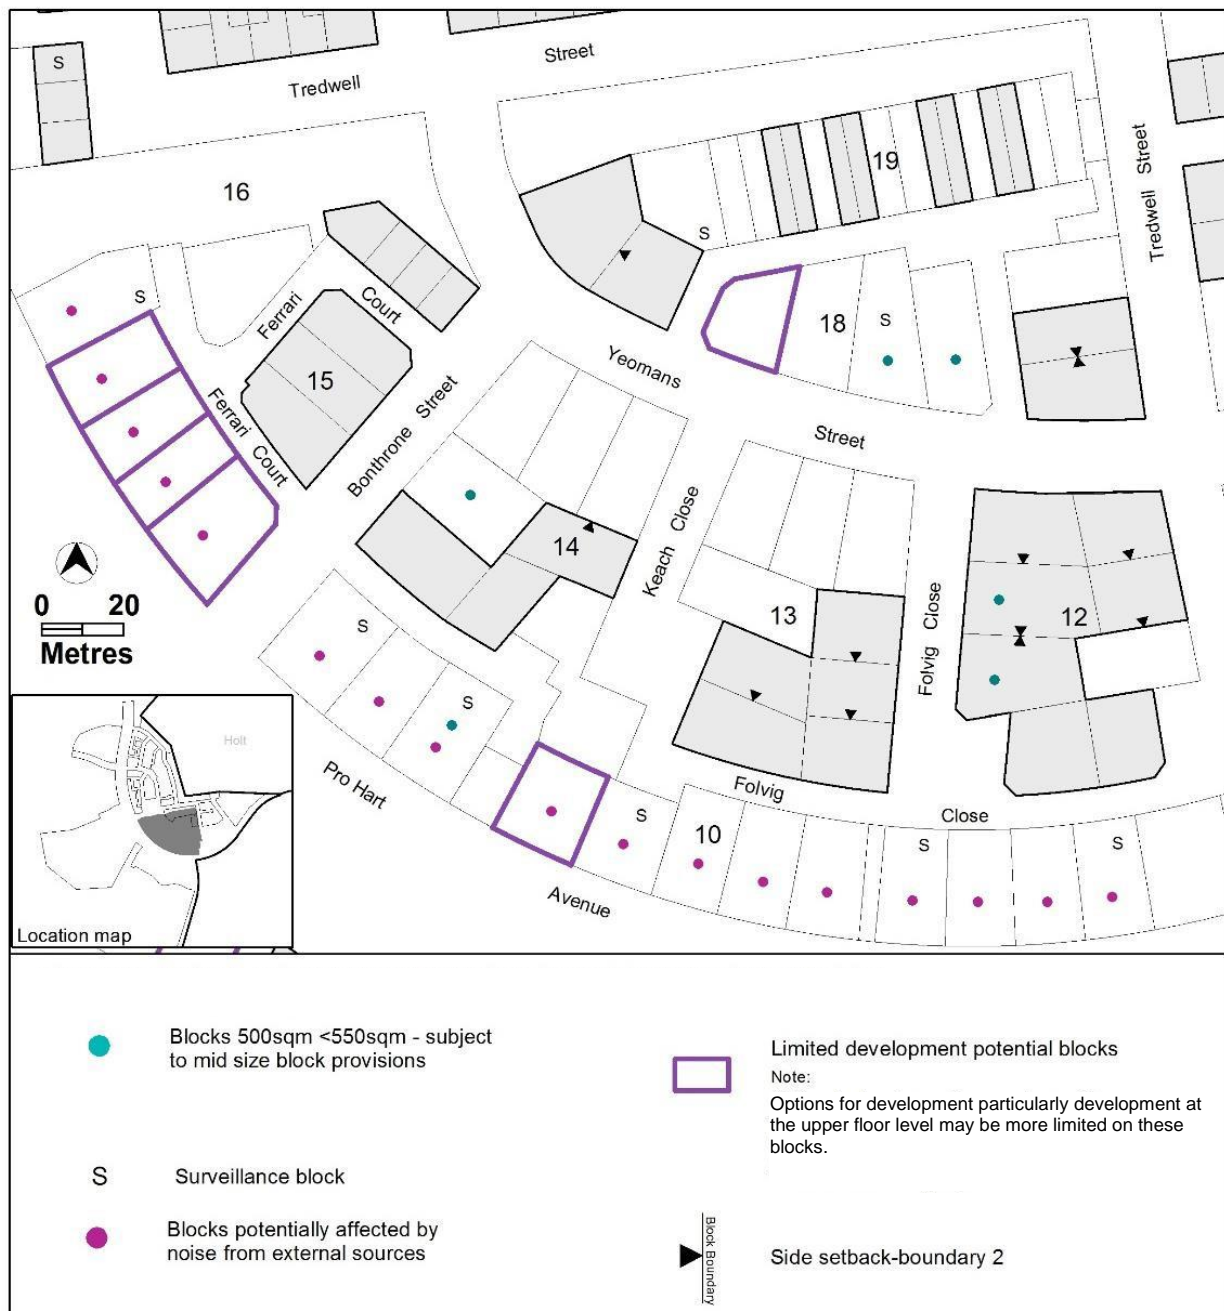 S
Tredwell
Street
16
19
Tredwell Street
S
S
Ferrari
Court
18
S
15
Yeomans
Ferrari Court
Bonthrone Street
Street
0 20
Metres
14
Keach Close
13
Folvig Close
12
S
S
Pro Hart
Folvig
Close
S
10
S
S
Avenue
Holt
Location map
Blocks 500sqm <550sqm - subject
to mid size block provisions
Limited development potential blocks
Note:
Options for development particularly development at
the upper floor level may be more limited on these
blocks.
S
Surveillance block
Blocks potentially affected by
noise from external sources
Block Boundary
Side setback-boundary 2